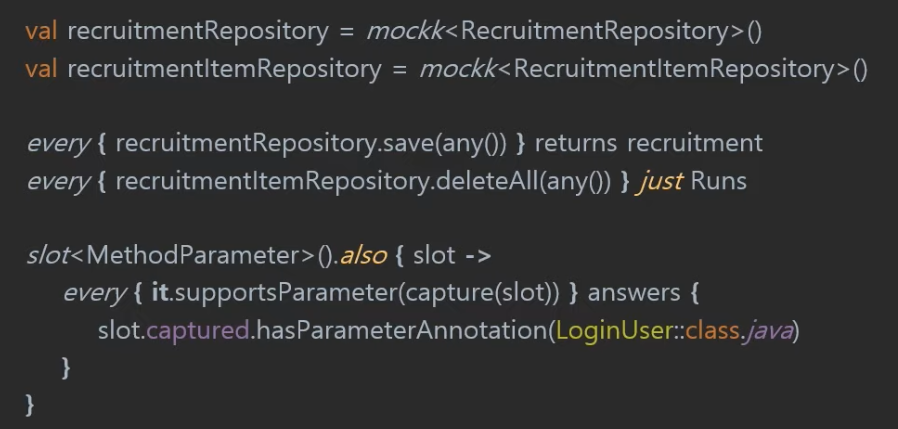 val recruitmentRepository = mockk<RecruitmentRepository>()
val recruitmentItemRepository = mockk<RecruitmentItemRepository>()
every { recruitmentRepository.save(any()) } returns recruitment
every { recruitmentItemRepository.deleteAll(any()) } just Runs
slot<MethodParameter>().also { slot ->
every { it.supportsParameter(capture(slot)) } answers {
slot.captured.hasParameterAnnotation(LoginUser::class.java)
}
}